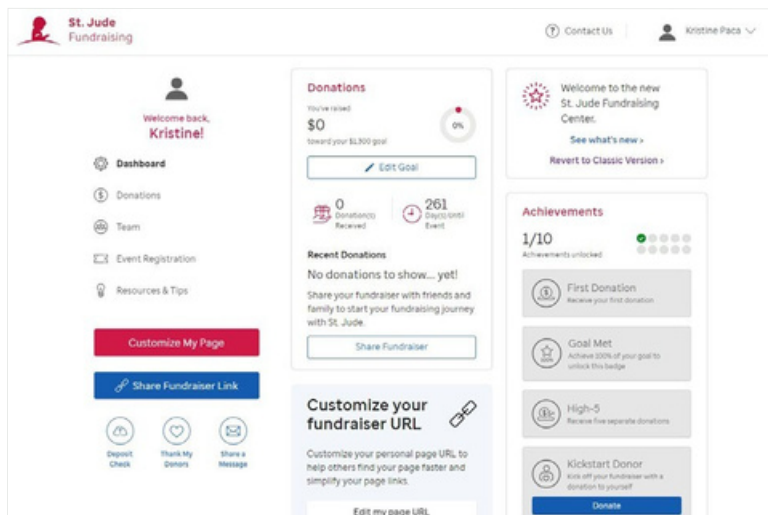 St. Jude
Fundraising
Contact Us
Kristine Paca
Welcome back,
Kristine!
Dashboard
Donations
Team
Event Registration
Resources & Tips
Customize My Page
Share Fundraiser Link
Deposit
Check
Thank My
Donors
Share a
Message
Donations
You've raised
$0
0%
toward your $1,900 goal
Edit Goal
0
Donation(s)
Received
261
Day(s) Until
Event
Recent Donations
No donations to show... yet!
Share your fundraiser with friends and
family to start your fundraising journey
with St. Jude.
Share Fundraiser
Customize your
fundraiser URL
Customize your personal page URL to
help others find your page faster and
simplify your page links.
Edit my page URL
Welcome to the new
St. Jude Fundraising
Center.
See what's new >
Revert to Classic Version >
Achievements
1/10
Achievements unlocked
First Donation
Receive your first donation
Goal Met
Achieve 100% of your goal to
unlock this badge
High-5
Receive five separate donations
Kickstart Donor
Kick off your fundraiser with a
donation to yourself
Donate